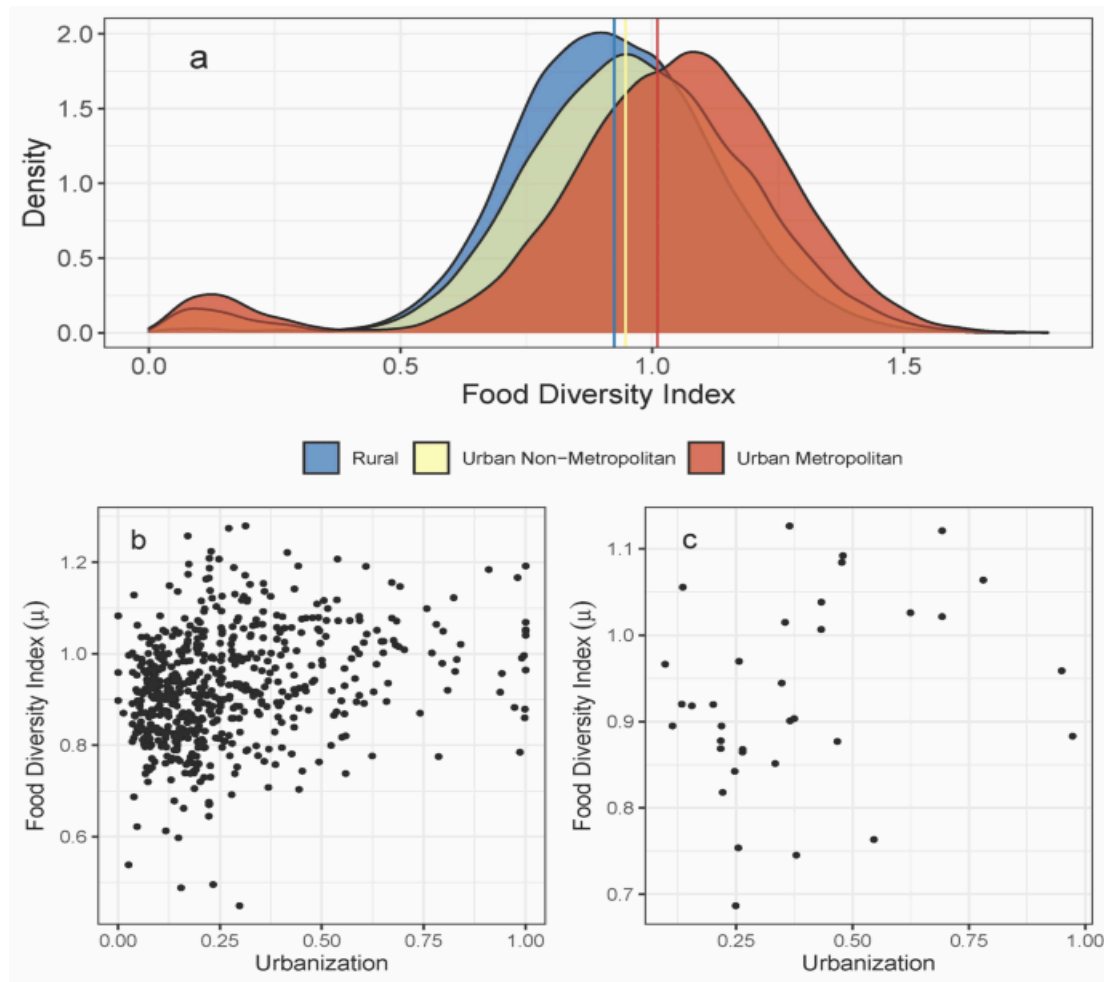 a
2.0
1.5
1.0
0.5
0.0
Density
0.0 0.5 1.0 1.5
Food Diversity Index
Rural Urban Non-Metropolitan Urban Metropolitan
b
1.2
1.0
0.8
0.6
Food Diversity Index (μ)
0.00 0.25 0.50 0.75 1.00
Urbanization
c
1.1
1.0
0.9
0.8
0.7
Food Diversity Index (μ)
0.25 0.50 0.75 1.00
Urbanization